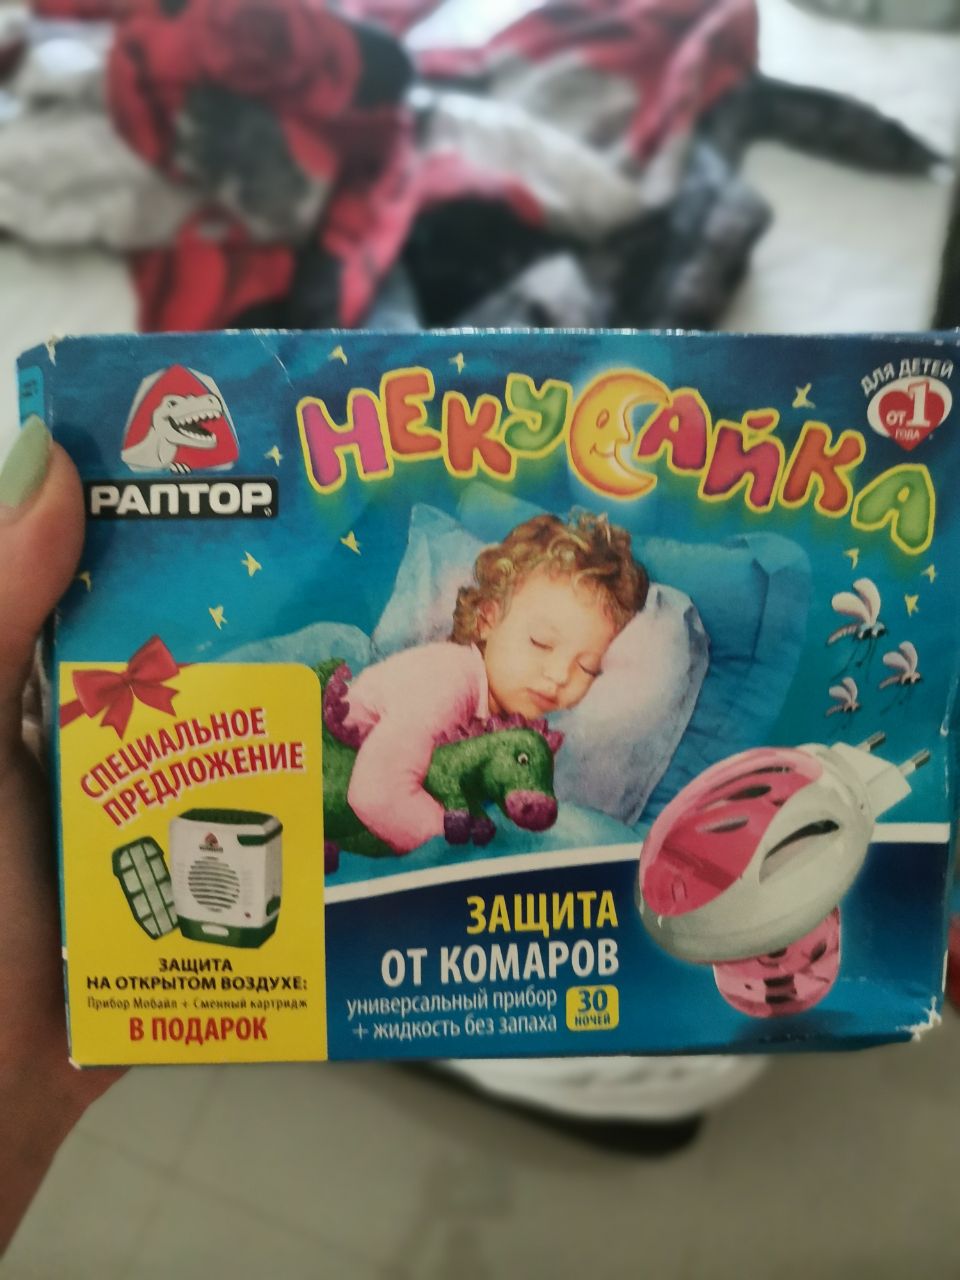 НЕКУСАЙКА
ДЛЯ ДЕТЕЙ
ОТ 1
ГОДА
РАПТОР
СПЕЦИАЛЬНОЕ
ПРЕДЛОЖЕНИЕ
ЗАЩИТА
НА ОТКРЫТОМ ВОЗДУХЕ:
Прибор Мобайл + Сменный картридж
В ПОДАРОК
ЗАЩИТА
ОТ КОМАРОВ
универсальный прибор
+ жидкость без запаха
30
НОЧЕЙ